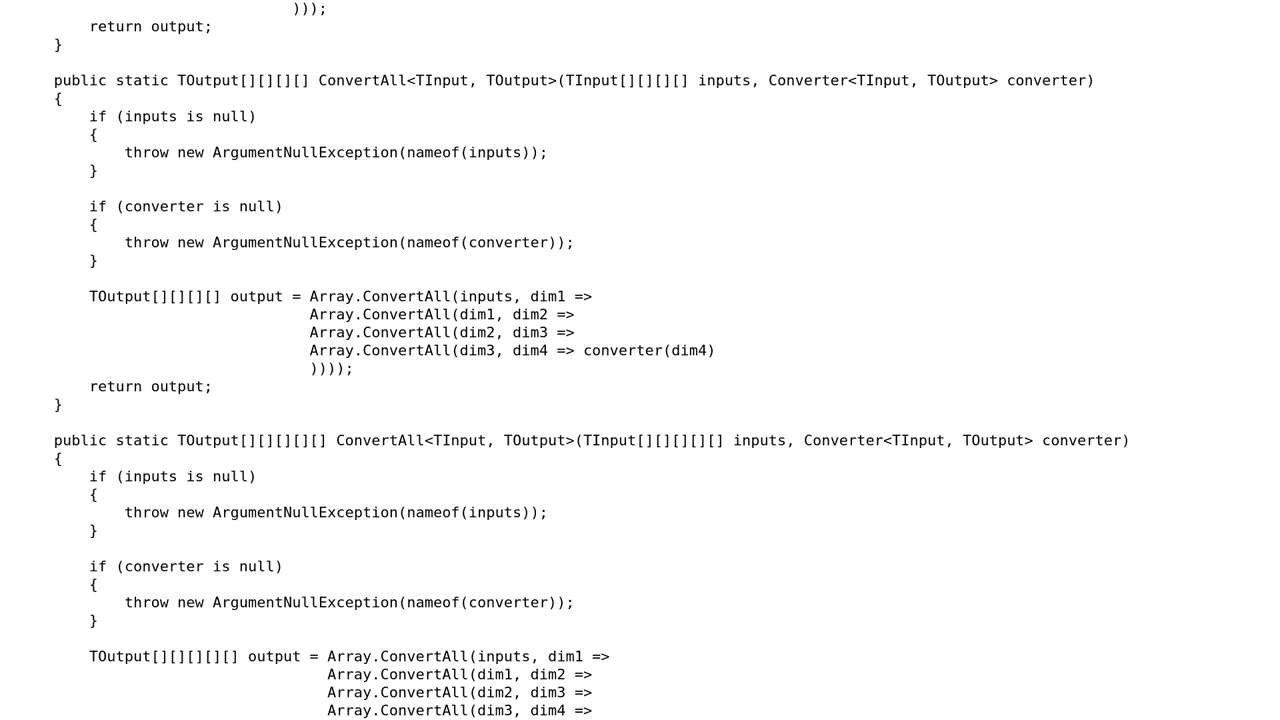 )));
    return output;
}

public static TOutput[][][][] ConvertAll<TInput, TOutput>(TInput[][][][] inputs, Converter<TInput, TOutput> converter)
{
    if (inputs is null)
    {
        throw new ArgumentNullException(nameof(inputs));
    }

    if (converter is null)
    {
        throw new ArgumentNullException(nameof(converter));
    }

    TOutput[][][][] output = Array.ConvertAll(inputs, dim1 =>
                             Array.ConvertAll(dim1, dim2 =>
                             Array.ConvertAll(dim2, dim3 =>
                             Array.ConvertAll(dim3, dim4 => converter(dim4)
                             ))));
    return output;
}

public static TOutput[][][][][] ConvertAll<TInput, TOutput>(TInput[][][][][] inputs, Converter<TInput, TOutput> converter)
{
    if (inputs is null)
    {
        throw new ArgumentNullException(nameof(inputs));
    }

    if (converter is null)
    {
        throw new ArgumentNullException(nameof(converter));
    }

    TOutput[][][][][] output = Array.ConvertAll(inputs, dim1 =>
                               Array.ConvertAll(dim1, dim2 =>
                               Array.ConvertAll(dim2, dim3 =>
                               Array.ConvertAll(dim3, dim4 =>